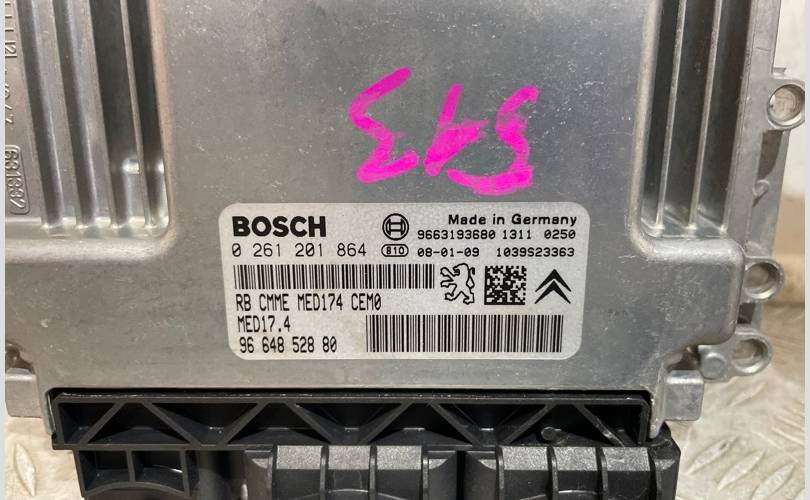 BOSCH
Made in Germany
9663193680 1311 0250
0 261 201 864
810 08-01-09 1039S23363
RB CMME MED174 CEM0
MED17.4
96 648 528 80